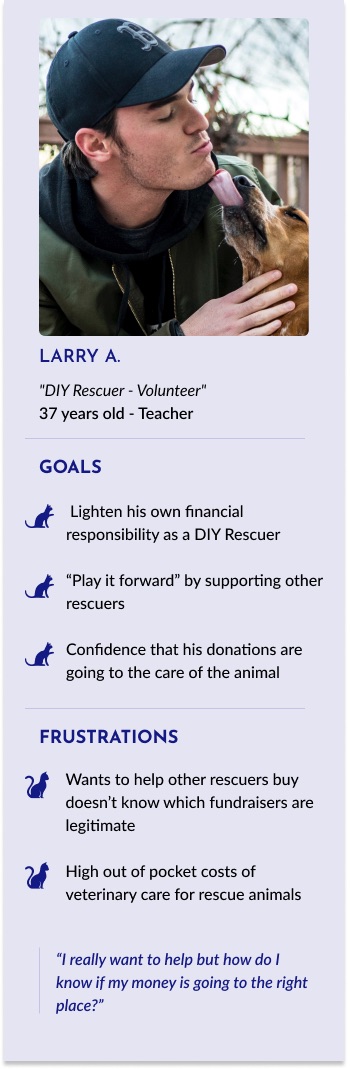 B
LARRY A.
"DIY Rescuer - Volunteer"
37 years old - Teacher
GOALS
Lighten his own financial
responsibility as a DIY Rescuer
“Play it forward” by supporting other
rescuers
Confidence that his donations are
going to the care of the animal
FRUSTRATIONS
Wants to help other rescuers buy
doesn’t know which fundraisers are
legitimate
High out of pocket costs of
veterinary care for rescue animals
“I really want to help but how do I
know if my money is going to the right
place?”